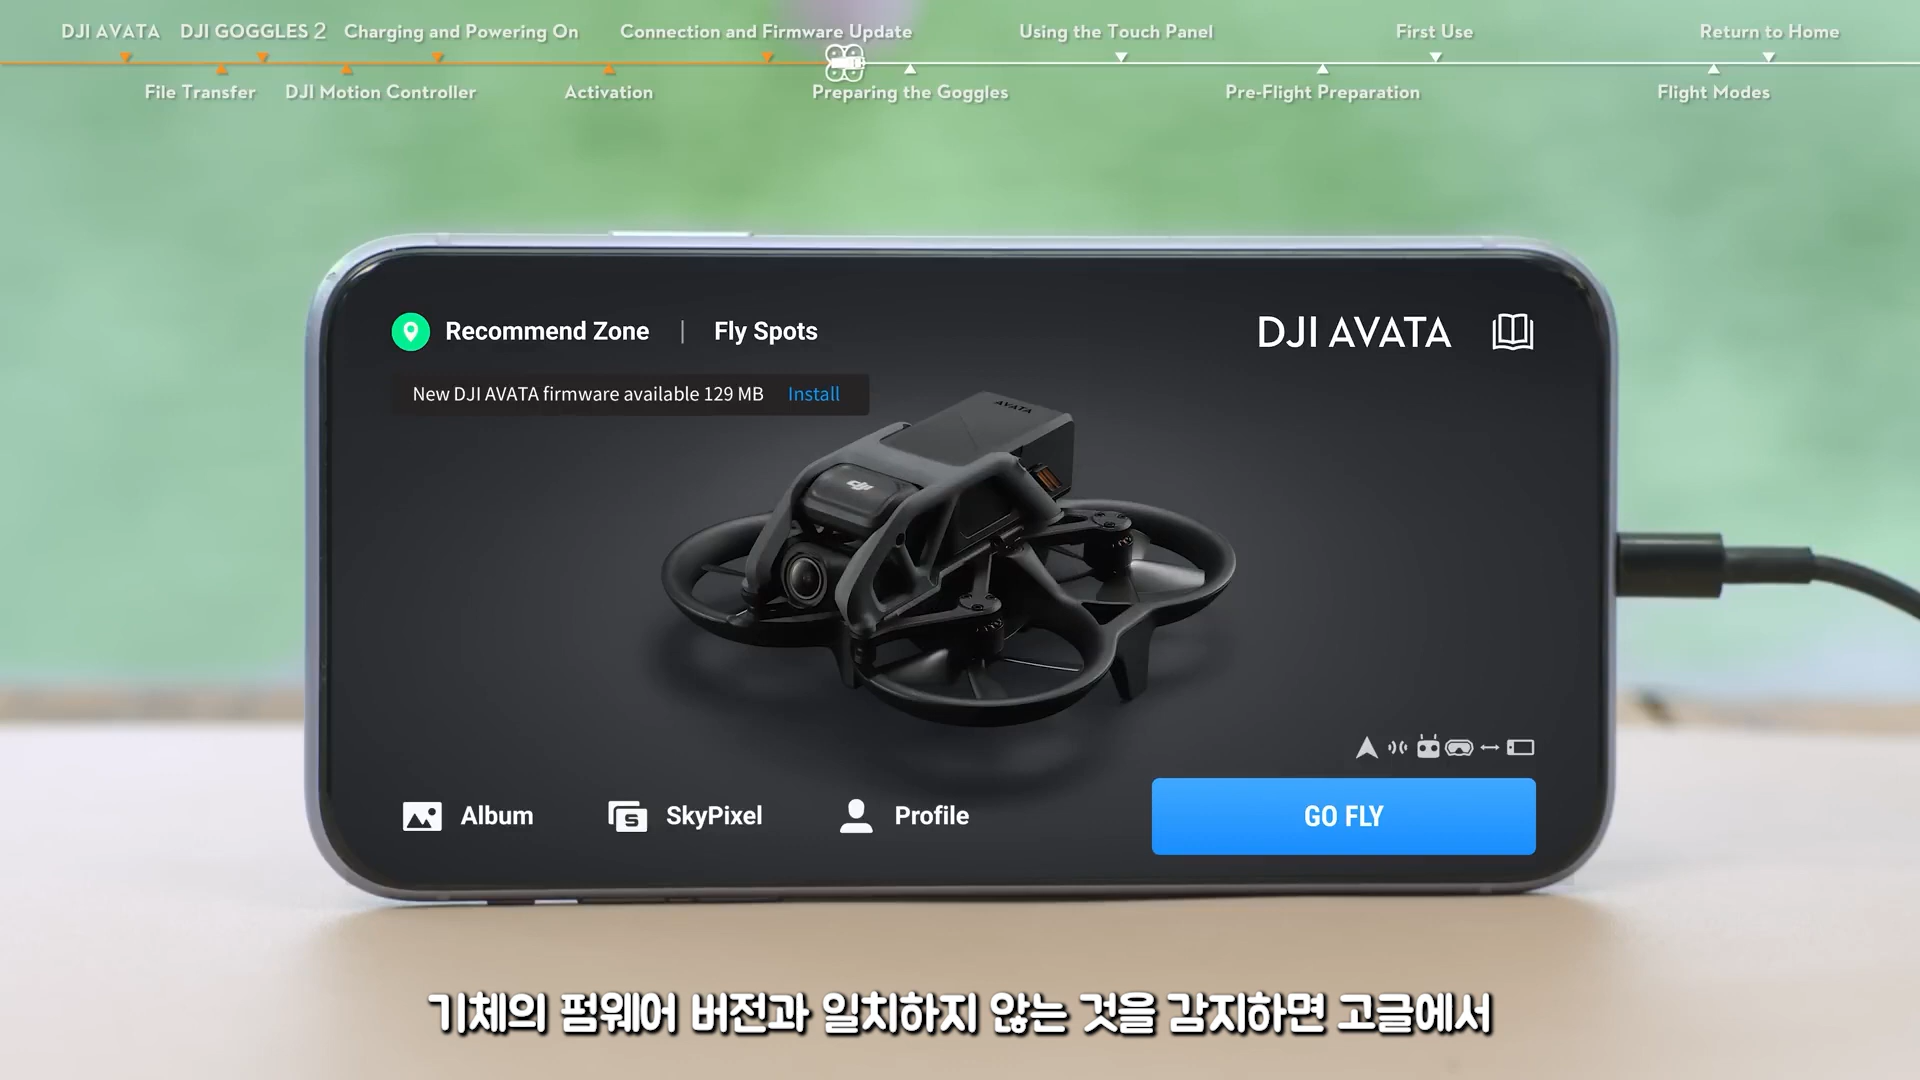 DJI AVATA
DJI GOGGLES 2
Charging and Powering On
Connection and Firmware Update
Using the Touch Panel
First Use
Return to Home
File Transfer
DJI Motion Controller
Activation
Preparing the Goggles
Pre-Flight Preparation
Flight Modes
Recommend Zone | Fly Spots
DJI AVATA
New DJI AVATA firmware available 129 MB Install
AVATA
dji
Album
SkyPixel
Profile
GO FLY
기체의 펌웨어 버전과 일치하지 않는 것을 감지하면 고글에서